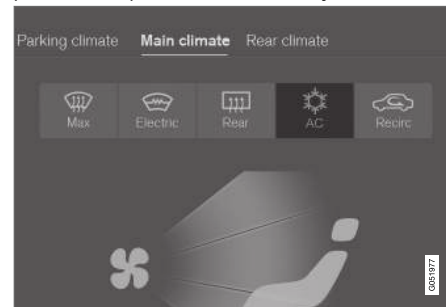 Parking climate Main climate Rear climate
Max Electric Rear AC Recirc
G051977